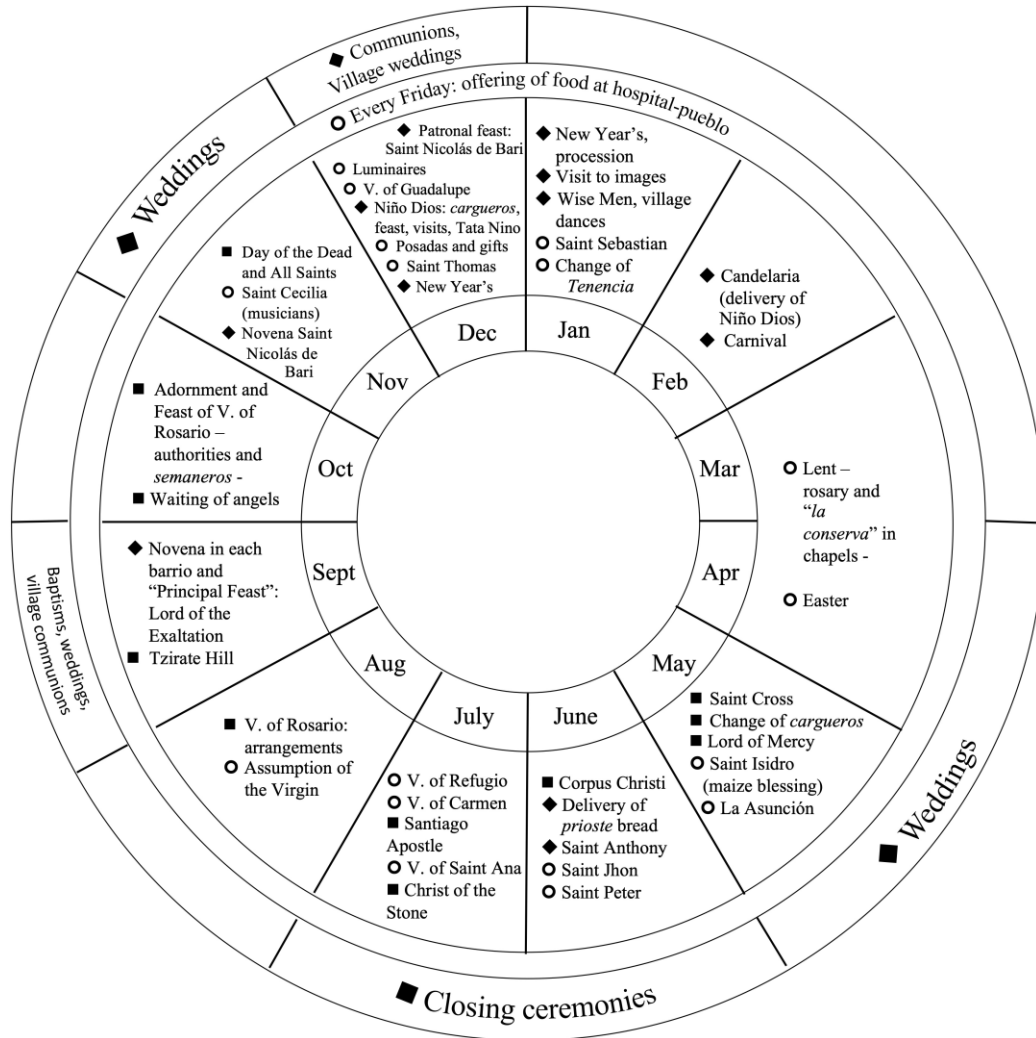 ◆ Communions,
Village weddings
Every Friday: offering of food at hospital-pueblo
◆ Weddings
Baptisms, weddings,
village communions
◆ Weddings
■ Closing ceremonies
Jan
◆ New Year's,
procession
◆ Visit to images
◆ Wise Men, village
dances
Saint Sebastian
Change of
Tenencia
Feb
◆ Candelaria
(delivery of
Niño Dios)
◆ Carnival
Mar
Apr
Lent –
rosary and
“la
conserva” in
chapels -
Easter
May
■ Saint Cross
■ Change of cargueros
■ Lord of Mercy
Saint Isidro
(maize blessing)
La Asunción
June
■ Corpus Christi
◆ Delivery of
prioste bread
◆ Saint Anthony
Saint Jhon
Saint Peter
July
V. of Refugio
V. of Carmen
■ Santiago
Apostle
V. of Saint Ana
■ Christ of the
Stone
Aug
■ V. of Rosario:
arrangements
Assumption of
the Virgin
Sept
◆ Novena in each
barrio and
“Principal Feast”:
Lord of the
Exaltation
■ Tzirate Hill
Oct
■ Adornment and
Feast of V. of
Rosario –
authorities and
semaneros -
■ Waiting of angels
Nov
■ Day of the Dead
and All Saints
Saint Cecilia
(musicians)
◆ Novena Saint
Nicolás de
Bari
Dec
◆ Patronal feast:
Saint Nicolás de Bari
Luminaires
V. of Guadalupe
◆ Niño Dios: cargueros,
feast, visits, Tata Nino
Posadas and gifts
Saint Thomas
◆ New Year's